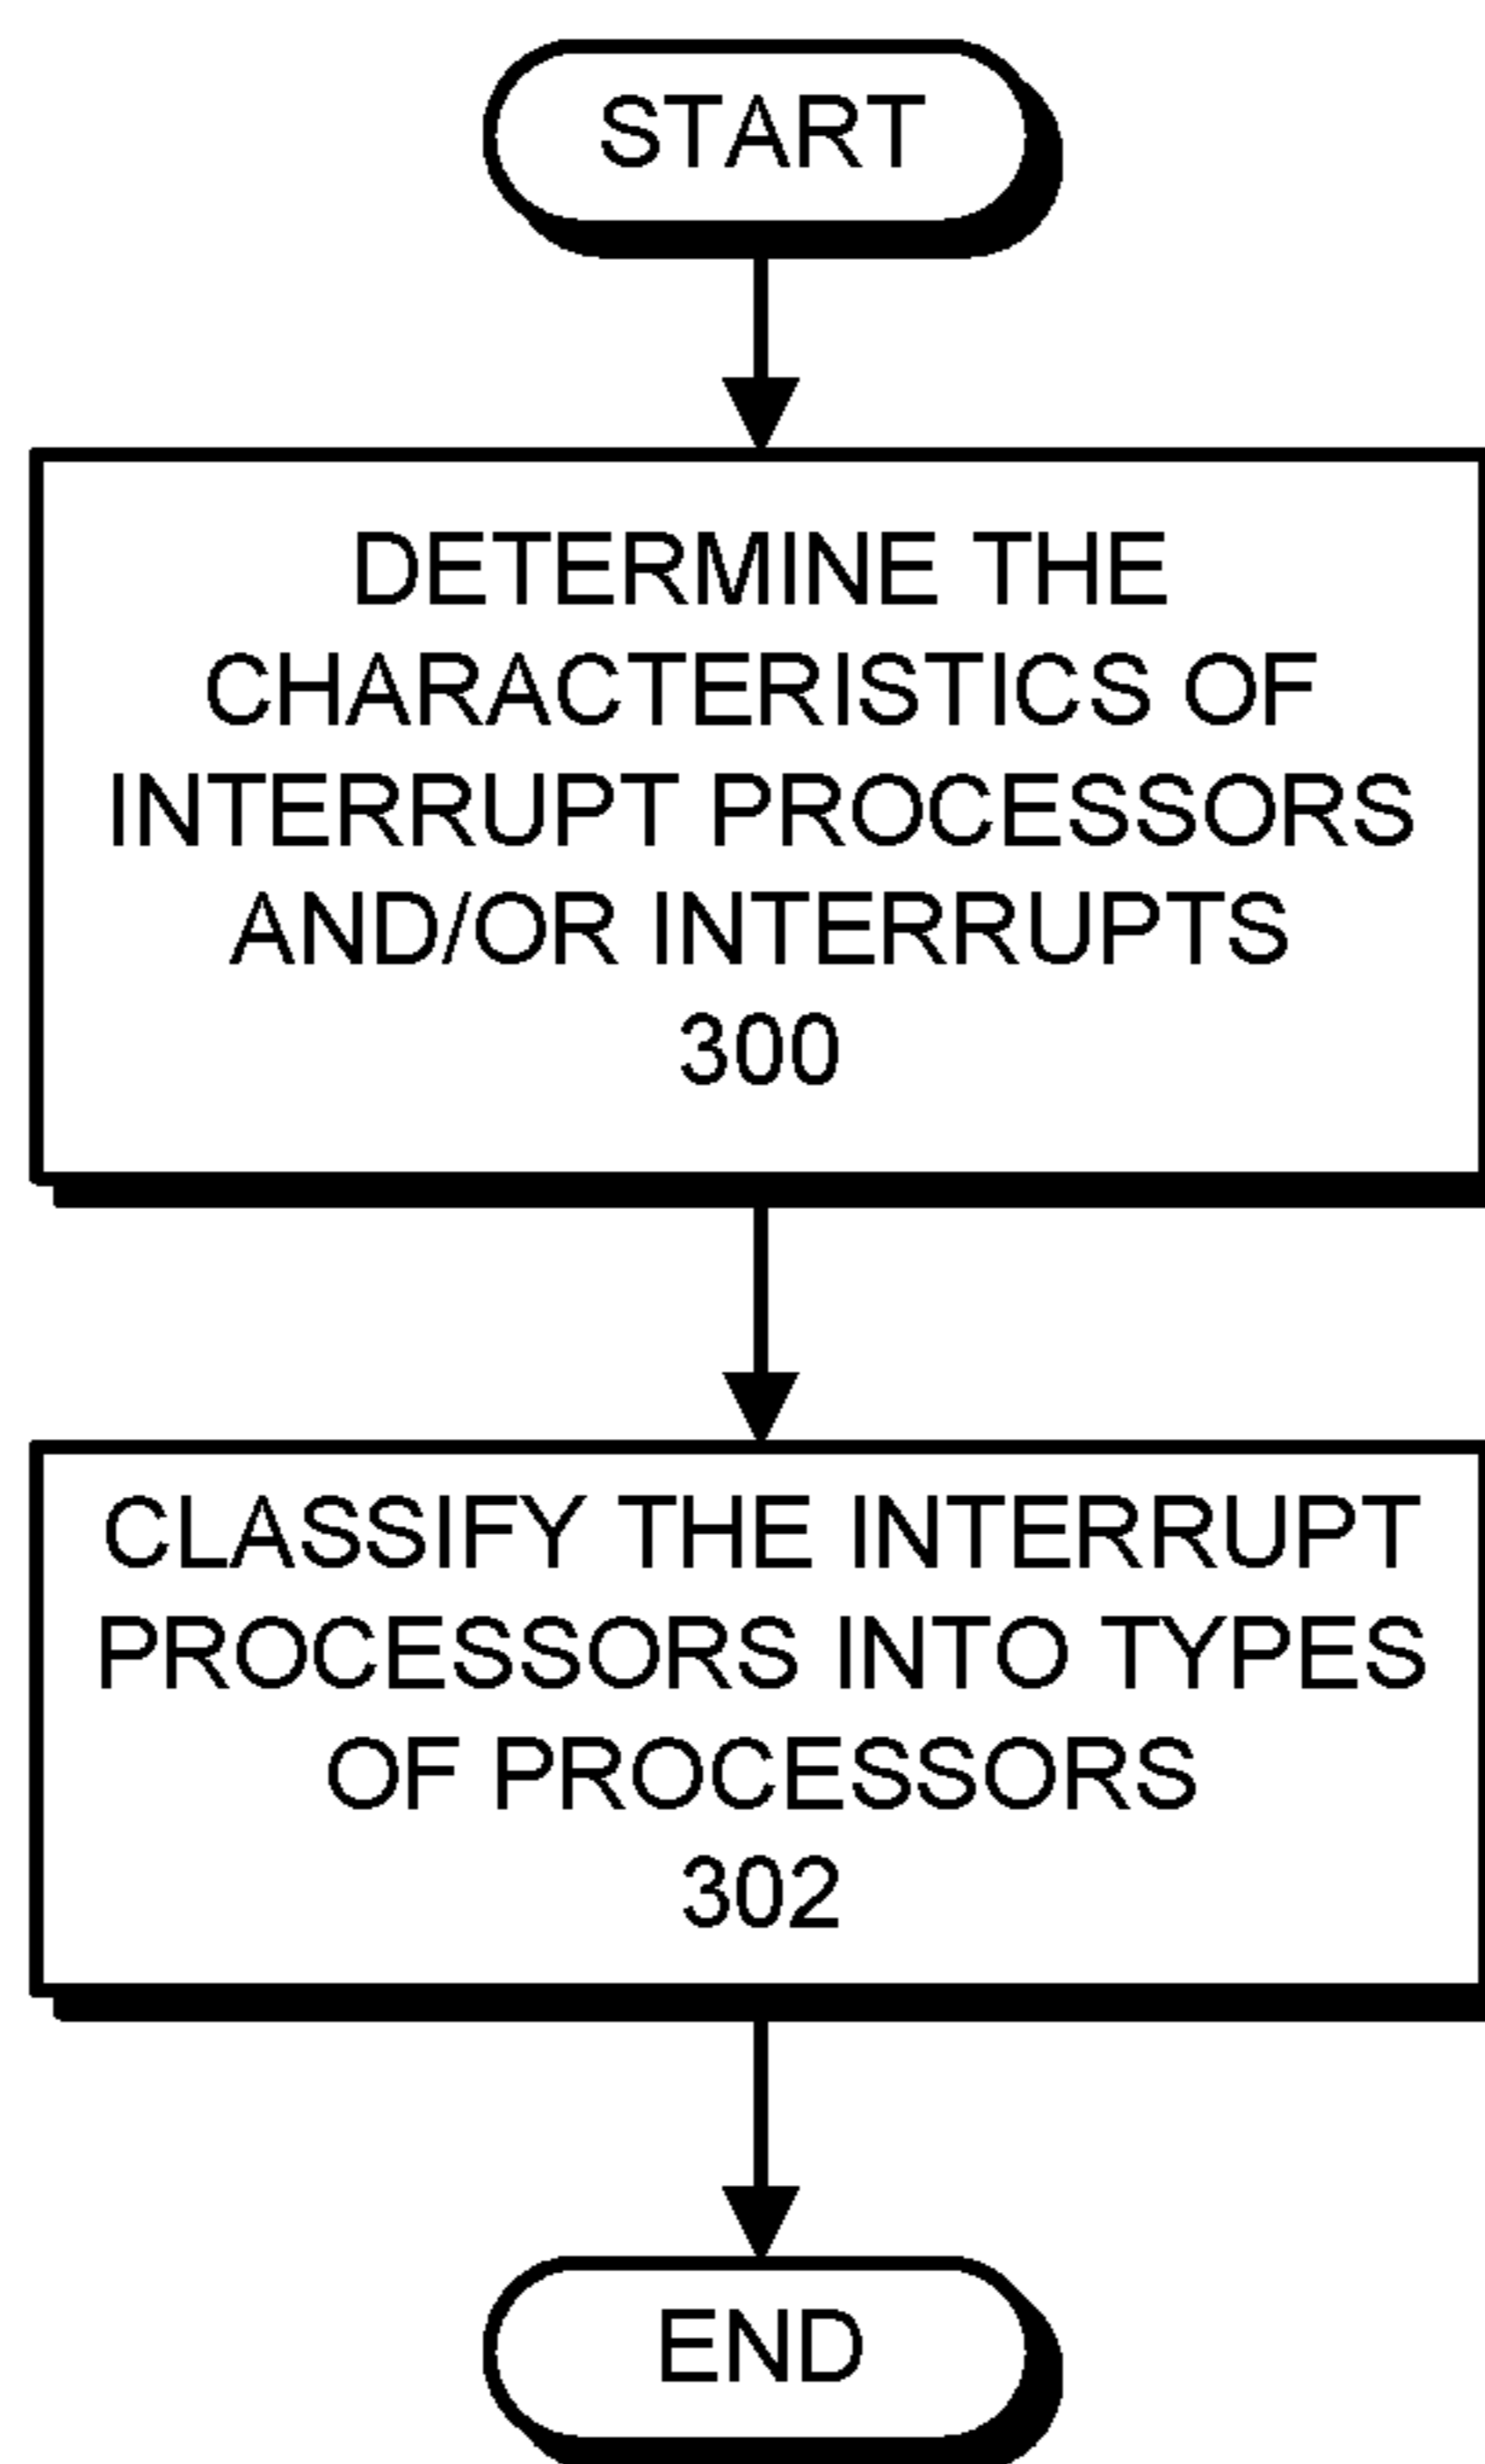 START
DETERMINE THE
CHARACTERISTICS OF
INTERRUPT PROCESSORS
AND/OR INTERRUPTS
300
CLASSIFY THE INTERRUPT
PROCESSORS INTO TYPES
OF PROCESSORS
302
END